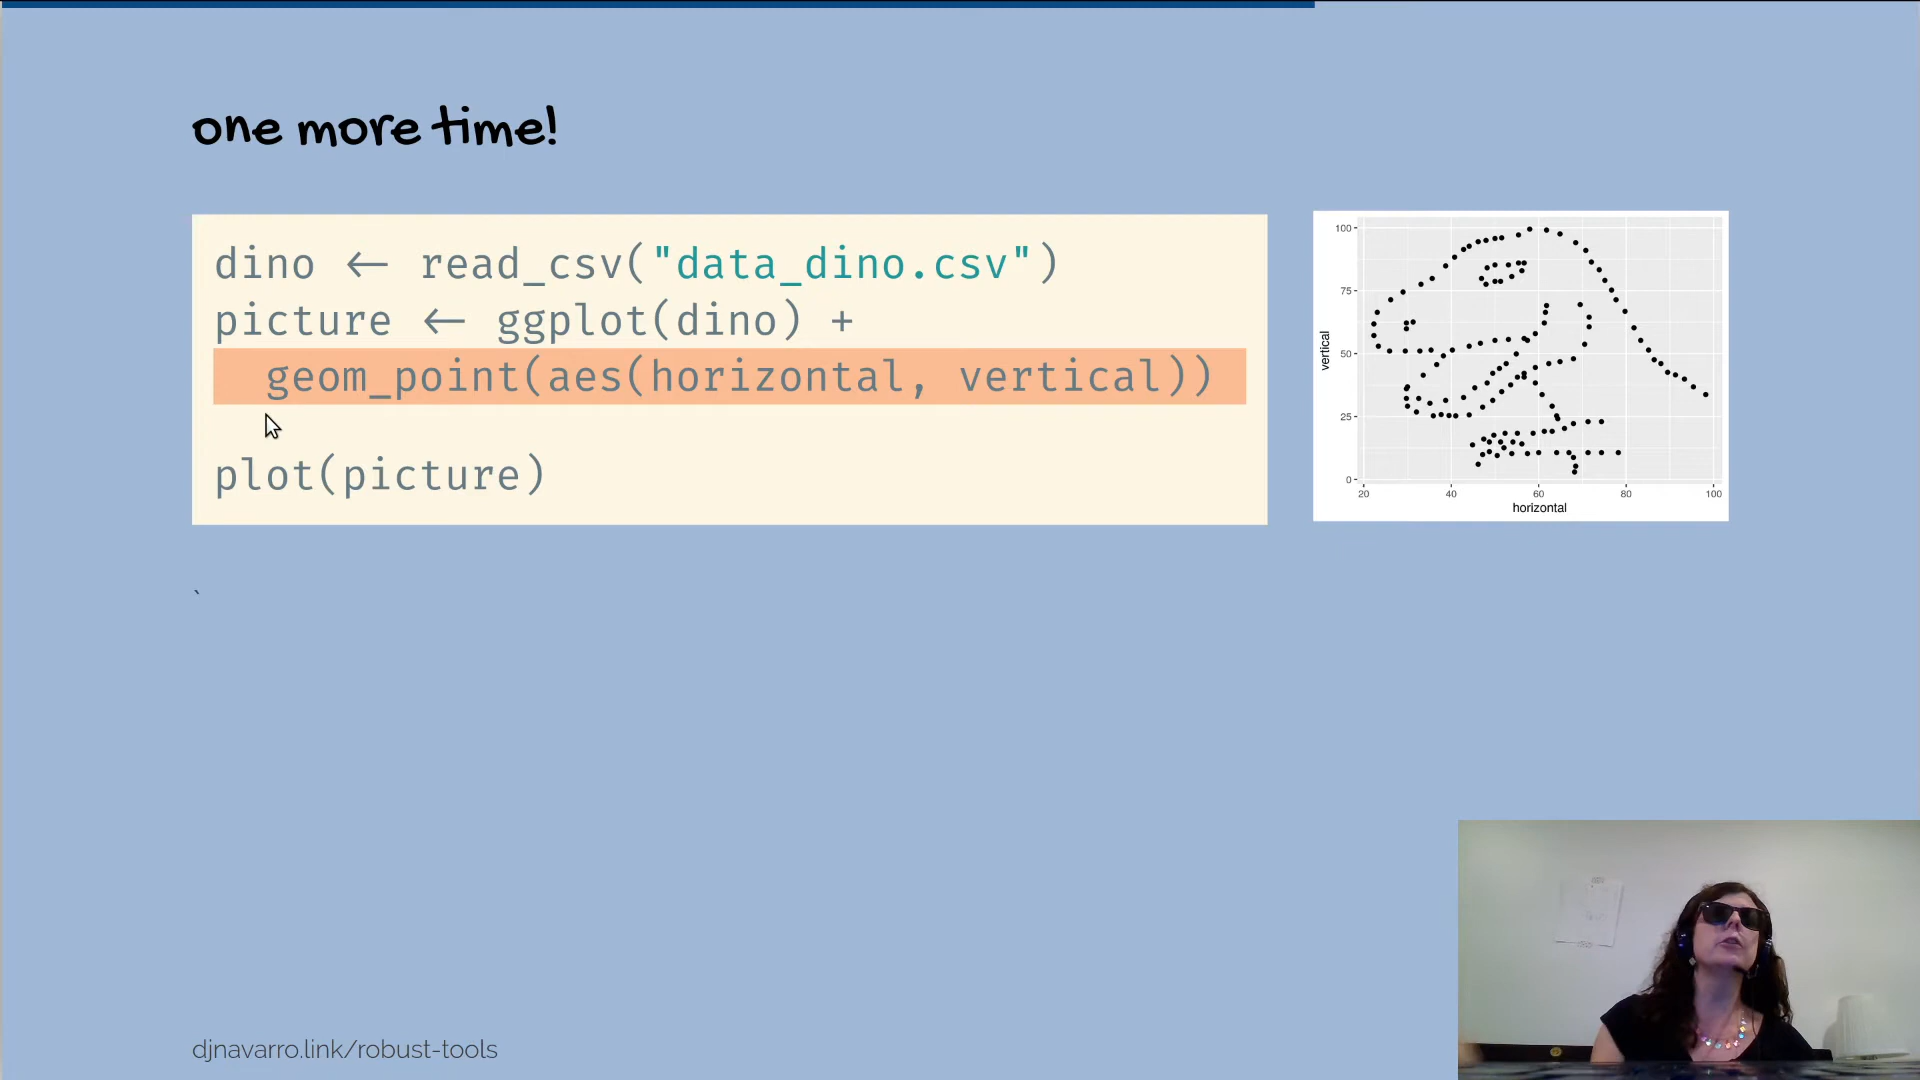 one more time!
dino ← read_csv("data_dino.csv")
picture ← ggplot(dino) +
geom_point(aes(horizontal, vertical))
plot(picture)
100
75
50
25
0
vertical
20 40 60 80 100
horizontal
`
djnavarro.link/robust-tools